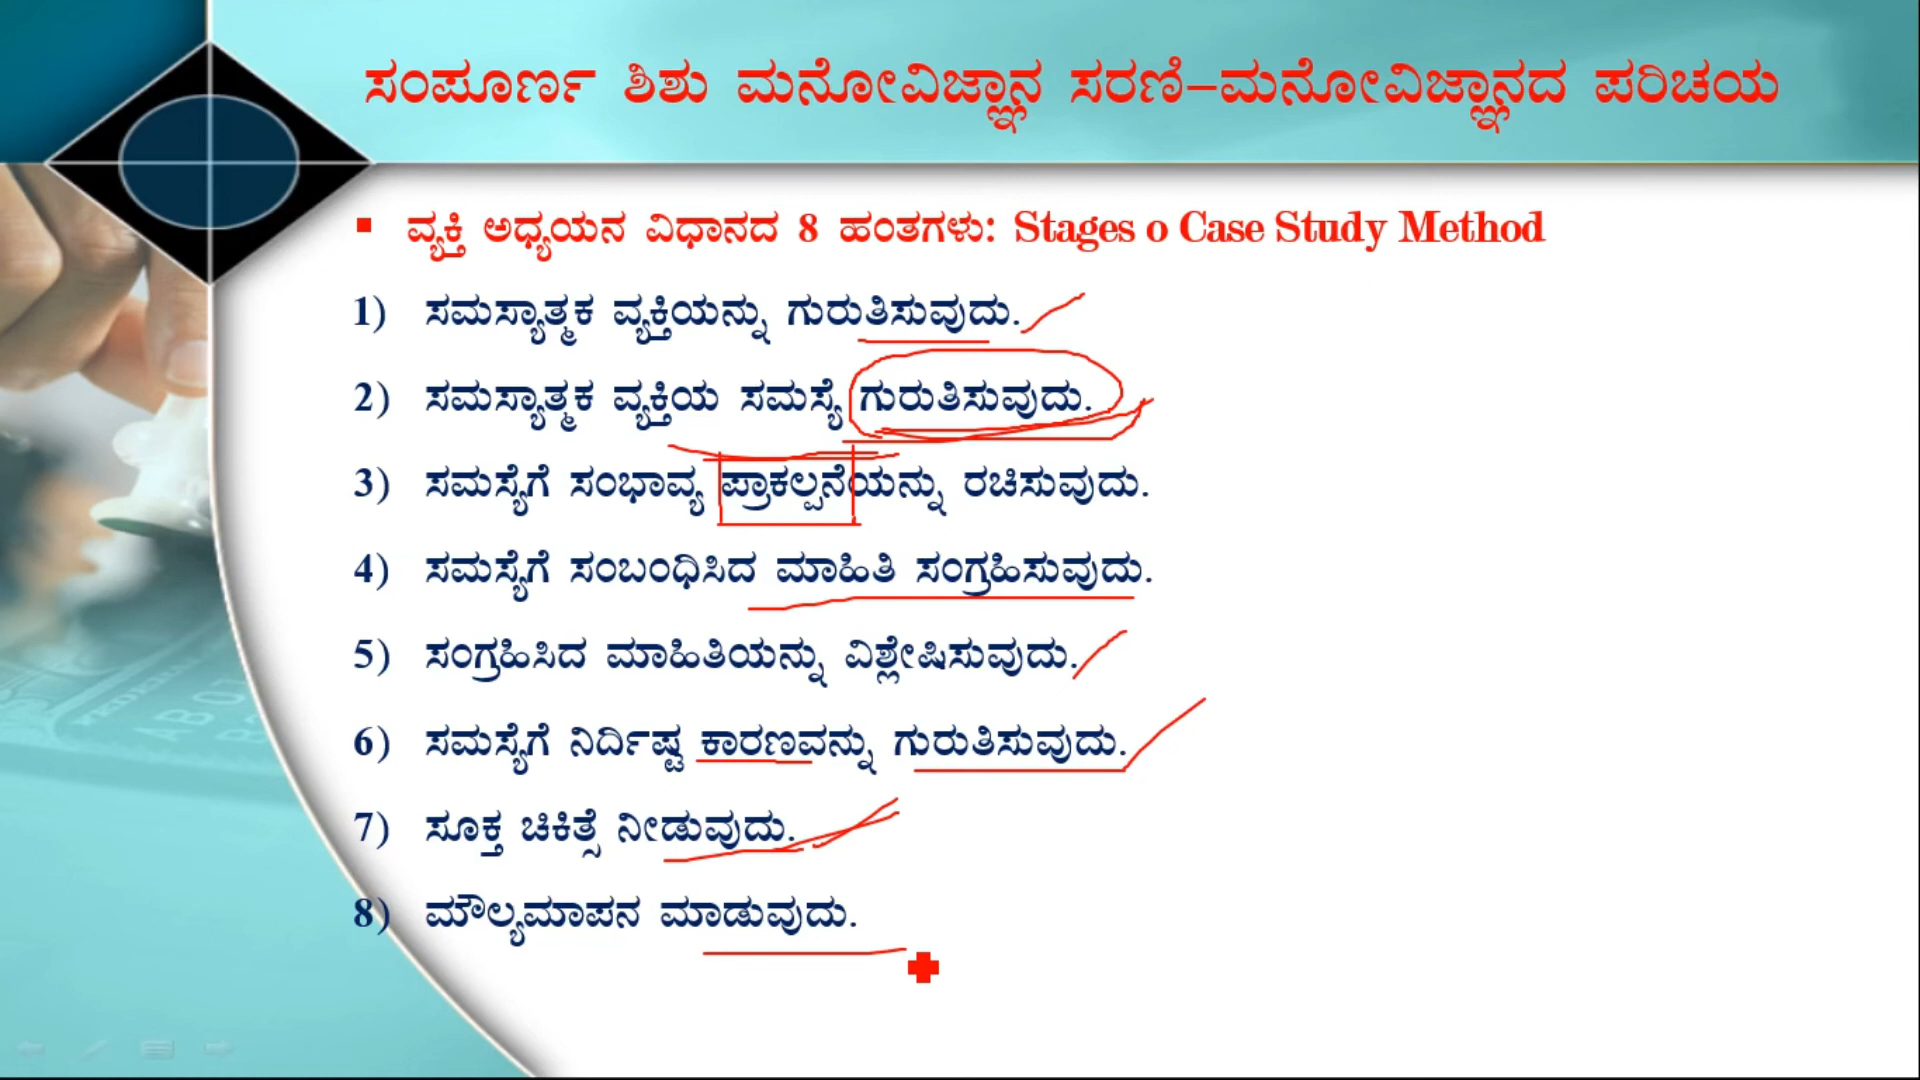 ಸಂಪೂರ್ಣ ಶಿಶು ಮನೋವಿಜ್ಞಾನ ಸರಣಿ–ಮನೋವಿಜ್ಞಾನದ ಪರಿಚಯ
▪ ವ್ಯಕ್ತಿ ಅಧ್ಯಯನ ವಿಧಾನದ 8 ಹಂತಗಳು: Stages o Case Study Method
1) ಸಮಸ್ಯಾತ್ಮಕ ವ್ಯಕ್ತಿಯನ್ನು ಗುರುತಿಸುವುದು.
2) ಸಮಸ್ಯಾತ್ಮಕ ವ್ಯಕ್ತಿಯ ಸಮಸ್ಯೆ ಗುರುತಿಸುವುದು.
3) ಸಮಸ್ಯೆಗೆ ಸಂಭಾವ್ಯ ಪ್ರಾಕಲ್ಪನೆಯನ್ನು ರಚಿಸುವುದು.
4) ಸಮಸ್ಯೆಗೆ ಸಂಬಂಧಿಸಿದ ಮಾಹಿತಿ ಸಂಗ್ರಹಿಸುವುದು.
5) ಸಂಗ್ರಹಿಸಿದ ಮಾಹಿತಿಯನ್ನು ವಿಶ್ಲೇಷಿಸುವುದು.
6) ಸಮಸ್ಯೆಗೆ ನಿರ್ದಿಷ್ಟ ಕಾರಣವನ್ನು ಗುರುತಿಸುವುದು.
7) ಸೂಕ್ತ ಚಿಕಿತ್ಸೆ ನೀಡುವುದು.
8) ಮೌಲ್ಯಮಾಪನ ಮಾಡುವುದು.